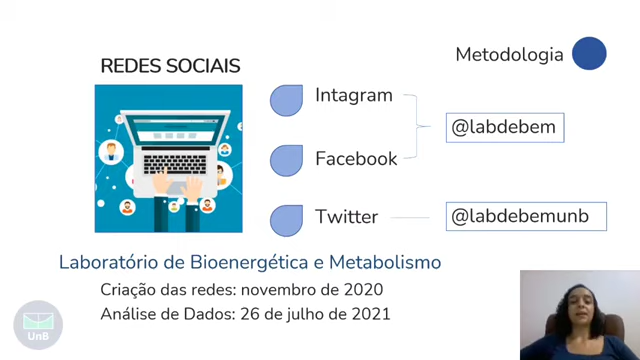 Metodologia
REDES SOCIAIS
Intagram
@labdebem
Facebook
Twitter
@labdebemunb
Laboratório de Bioenergética e Metabolismo
Criação das redes: novembro de 2020
Análise de Dados: 26 de julho de 2021
UnB